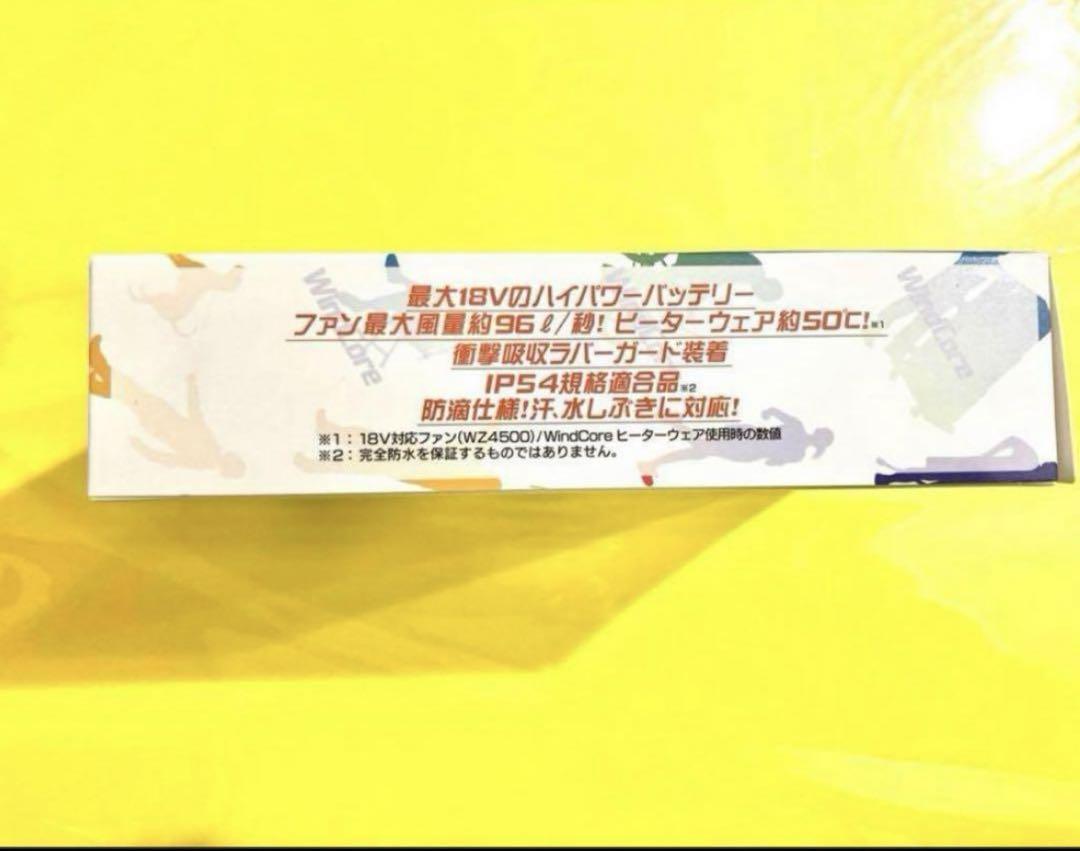 最大18Vのハイパワーバッテリー
ファン最大風量約96ℓ/秒! ヒーターウェア約50℃!※1
衝撃吸収ラバーガード装着
IP54規格適合品※2
防滴仕様!汗、水しぶきに対応!
※1:18V対応ファン(WZ4500)/WindCore ヒーターウェア使用時の数値
※2:完全防水を保証するものではありません。
WindCore
WindCore